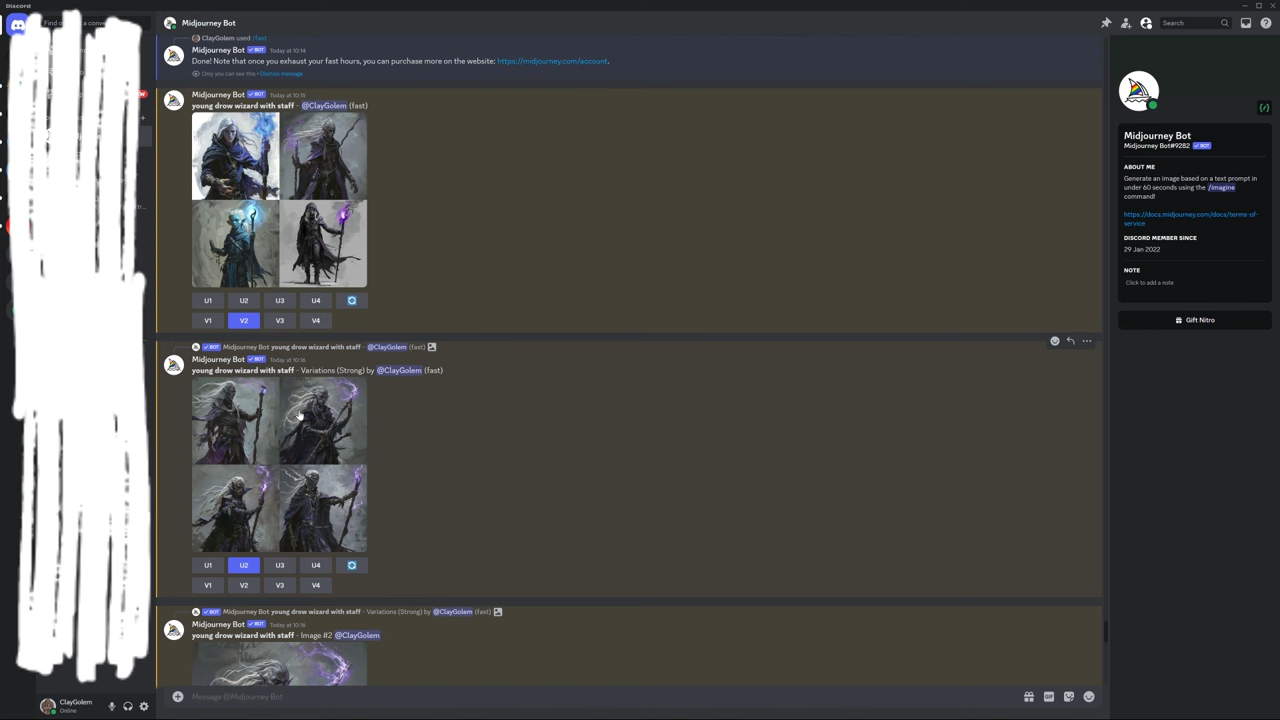 Discord
Find o
a conve
Midjourney Bot
Search
ClayGolem used /fast
Midjourney Bot BOT Today at 10:14
Done! Note that once you exhaust your fast hours, you can purchase more on the website: https://midjourney.com/account.
Only you can see this • Dismiss message
Midjourney Bot BOT Today at 10:15
young drow wizard with staff - @ClayGolem (fast)
U1 U2 U3 U4
V1 V2 V3 V4
BOT Midjourney Bot young drow wizard with staff - @ClayGolem (fast)
Midjourney Bot BOT Today at 10:16
young drow wizard with staff - Variations (Strong) by @ClayGolem (fast)
U1 U2 U3 U4
V1 V2 V3 V4
BOT Midjourney Bot young drow wizard with staff - Variations (Strong) by @ClayGolem (fast)
Midjourney Bot BOT Today at 10:16
young drow wizard with staff - Image #2 @ClayGolem
Message @Midjourney Bot
GIF
ClayGolem
Online
Midjourney Bot
Midjourney Bot#9282 BOT
ABOUT ME
Generate an image based on a text prompt in
under 60 seconds using the /imagine
command!
https://docs.midjourney.com/docs/terms-of-
service
DISCORD MEMBER SINCE
29 Jan 2022
NOTE
Click to add a note
Gift Nitro